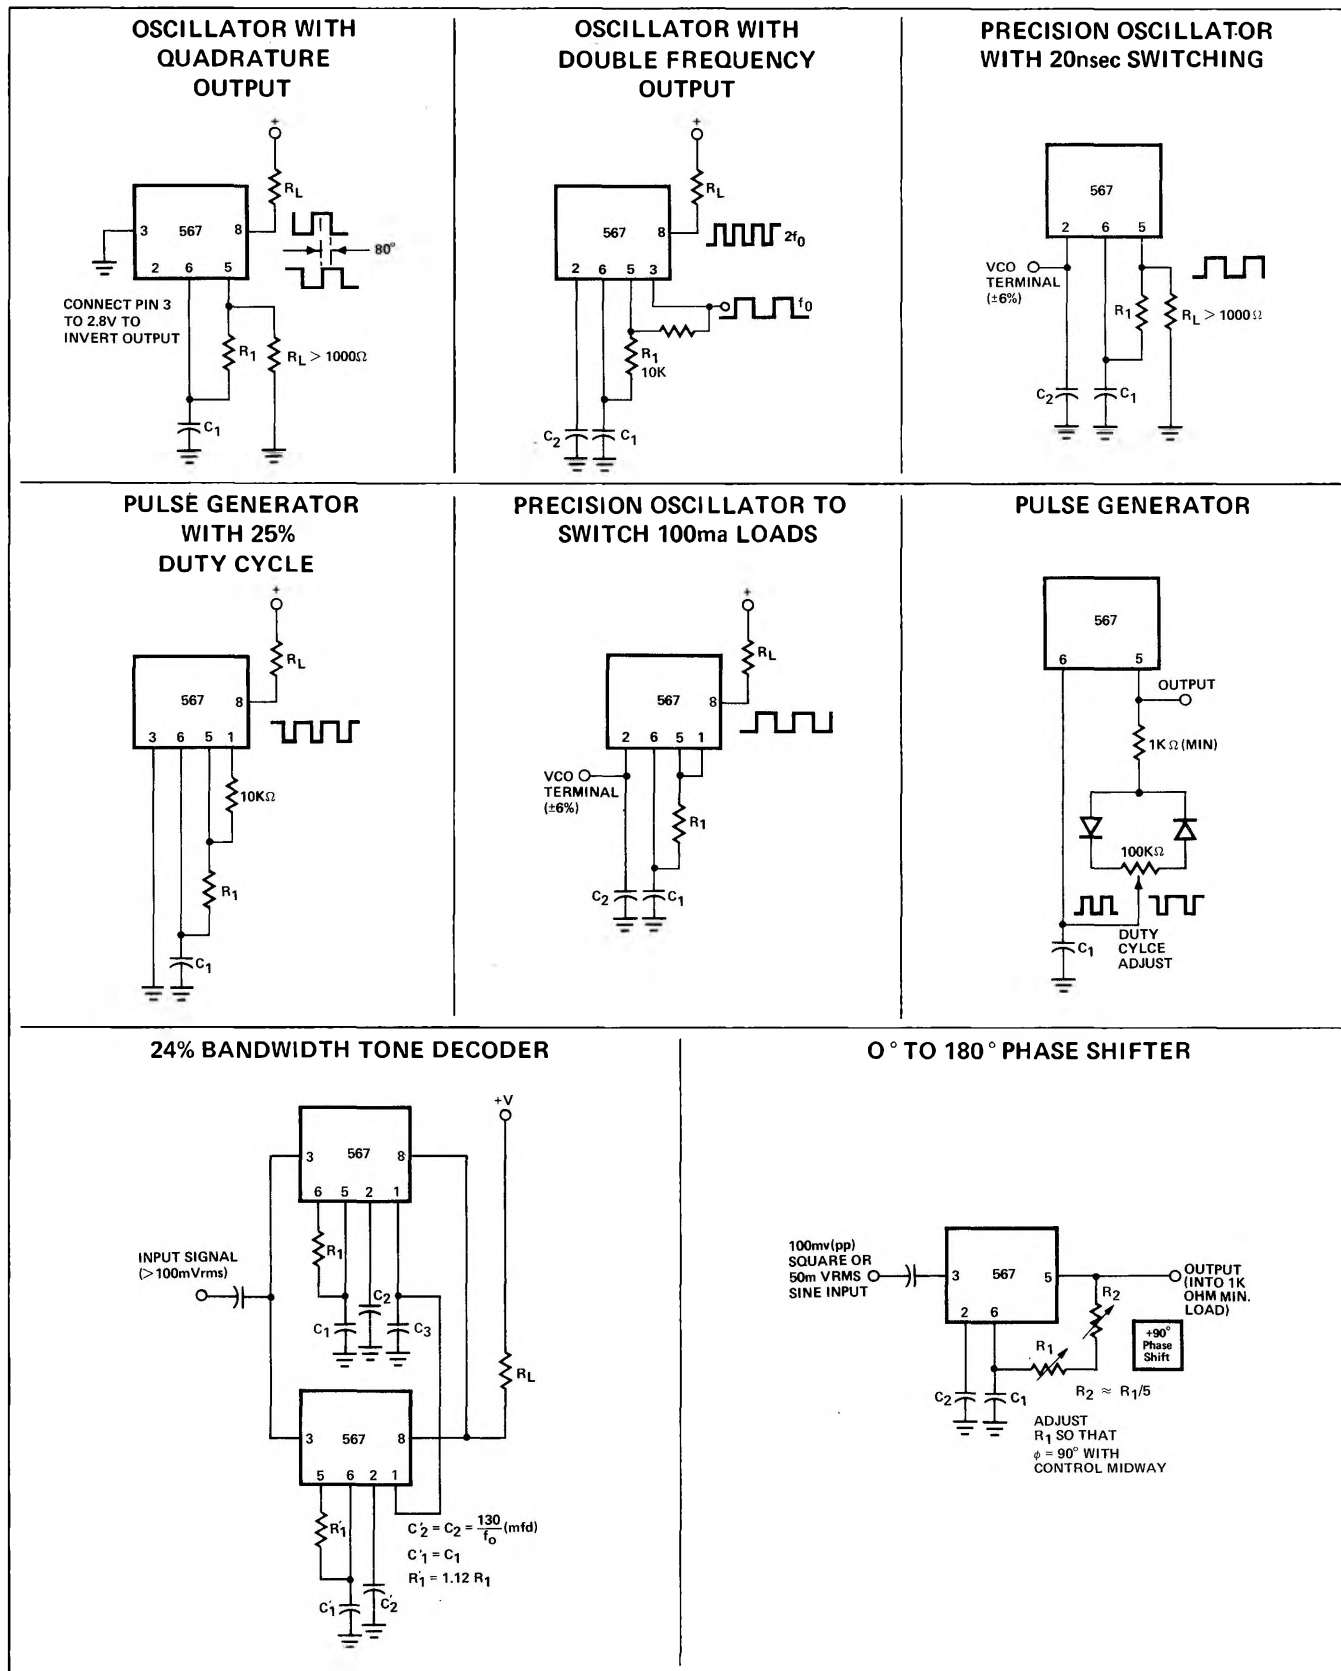 OSCILLATOR WITH
QUADRATURE
OUTPUT
+
RL
3 567 8
2 6 5
80°
CONNECT PIN 3
TO 2.8V TO
INVERT OUTPUT
R1
RL > 1000Ω
C1
OSCILLATOR WITH
DOUBLE FREQUENCY
OUTPUT
+
RL
567 8
2 6 5 3
2f0
f0
R1
10K
C2
C1
PRECISION OSCILLATOR
WITH 20nsec SWITCHING
567
2 6 5
VCO
TERMINAL
(±6%)
R1
RL > 1000Ω
C2
C1
PULSE GENERATOR
WITH 25%
DUTY CYCLE
+
RL
567 8
3 6 5 1
10KΩ
R1
C1
PRECISION OSCILLATOR TO
SWITCH 100ma LOADS
+
RL
567 8
2 6 5 1
VCO
TERMINAL
(±6%)
R1
C2
C1
PULSE GENERATOR
567
6 5
OUTPUT
1KΩ (MIN)
100KΩ
DUTY
CYLCE
ADJUST
C1
24% BANDWIDTH TONE DECODER
+V
3 567 8
6 5 2 1
INPUT SIGNAL
(>100mVrms)
R1
C2
C1
C3
RL
3 567 8
5 6 2 1
R'1
C'2 = C2 = 130/fo (mfd)
C'1 = C1
R'1 = 1.12 R1
C'1
C'2
O° TO 180° PHASE SHIFTER
100mv(pp)
SQUARE OR
50m VRMS
SINE INPUT
3 567 5
2 6
OUTPUT
(INTO 1K
OHM MIN.
LOAD)
R2
+90°
Phase
Shift
R1
R2 ≈ R1/5
C2
C1
ADJUST
R1 SO THAT
φ = 90° WITH
CONTROL MIDWAY